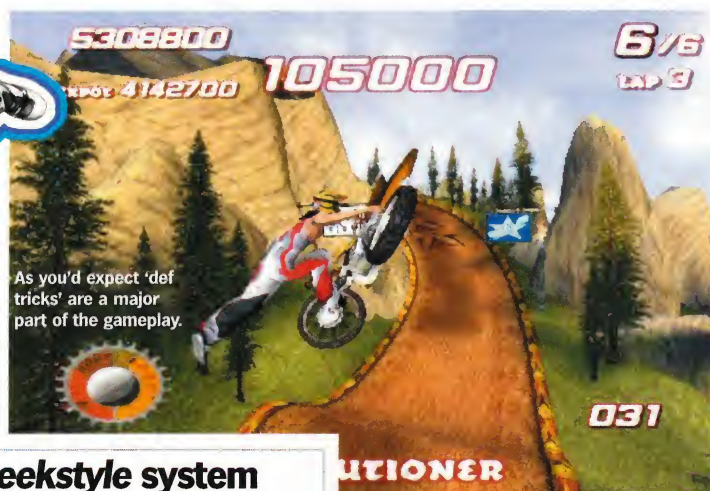 5308800
105000
6/6
4142700
LAP 3
As you'd expect 'def
tricks' are a major
part of the gameplay.
031
UTIONER
eekstyle system